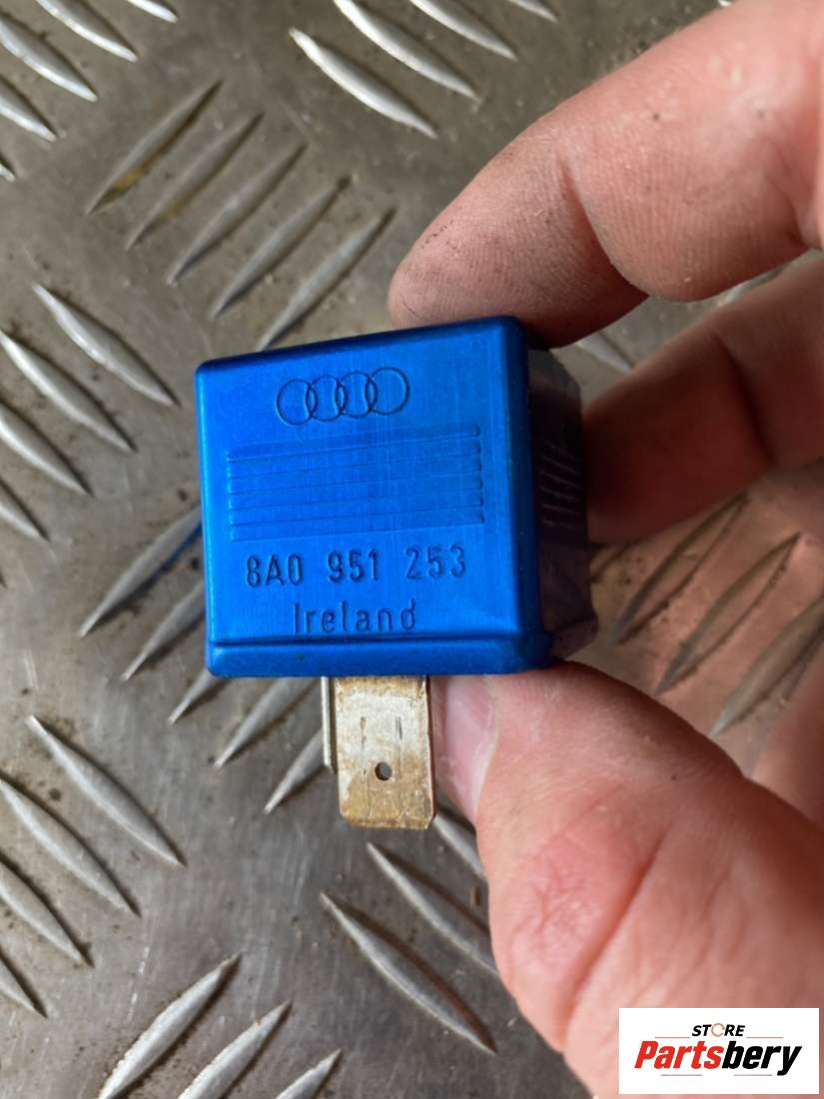 8A0 951 253
Ireland
STORE
Partsbery